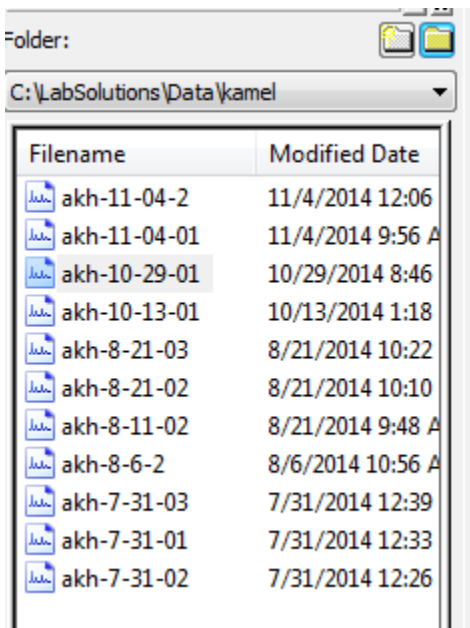 Folder:
C:\LabSolutions\Data\kamel
Filename Modified Date
akh-11-04-2 11/4/2014 12:06
akh-11-04-01 11/4/2014 9:56 A
akh-10-29-01 10/29/2014 8:46
akh-10-13-01 10/13/2014 1:18
akh-8-21-03 8/21/2014 10:22
akh-8-21-02 8/21/2014 10:10
akh-8-11-02 8/21/2014 9:48 A
akh-8-6-2 8/6/2014 10:56 A
akh-7-31-03 7/31/2014 12:39
akh-7-31-01 7/31/2014 12:33
akh-7-31-02 7/31/2014 12:26